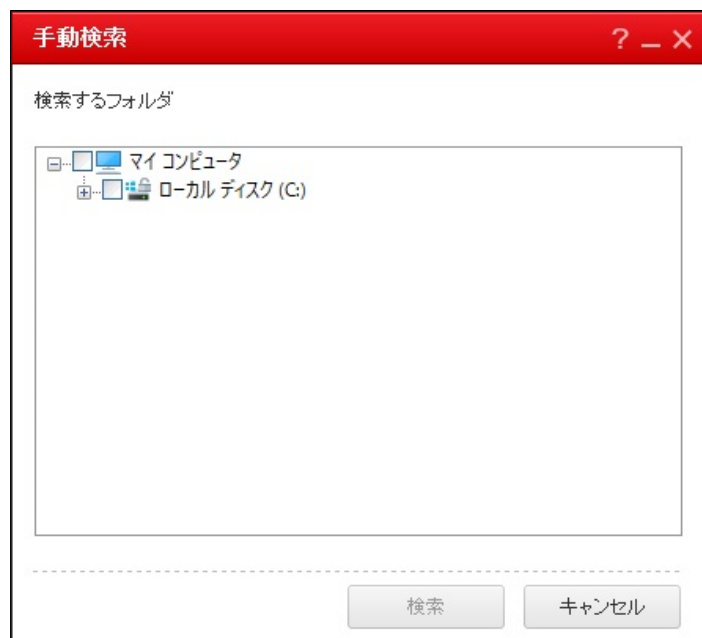 手動検索
検索するフォルダ
マイ コンピュータ
ローカル ディスク (C:)
検索
キャンセル